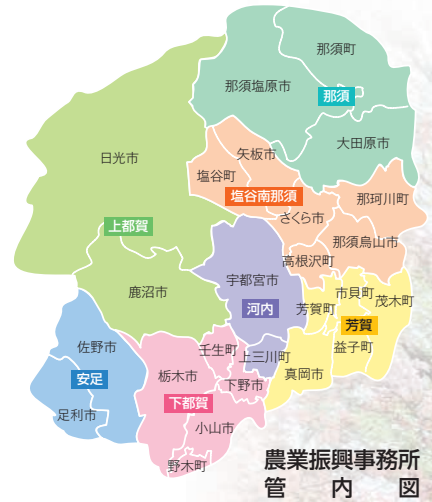 那須町
那須塩原市
那須
大田原市
矢板市
日光市
塩谷町
塩谷南那須
那珂川町
さくら市
上都賀
那須烏山市
高根沢町
宇都宮市
鹿沼市
市貝町
茂木町
河内
芳賀町
芳賀
佐野市
壬生町
上三川町
益子町
栃木市
真岡市
安足
下野市
下都賀
足利市
小山市
野木町
農業振興事務所
管内図